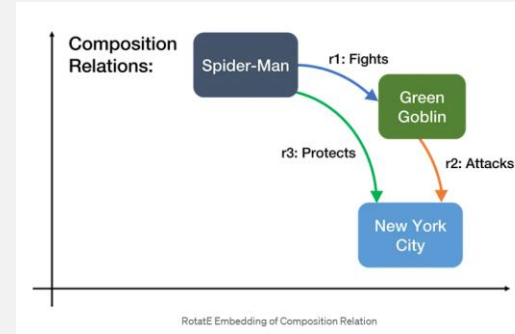 Composition
Relations:
Spider-Man
r1: Fights
Green
Goblin
r3: Protects
r2: Attacks
New York
City
RotatE Embedding of Composition Relation